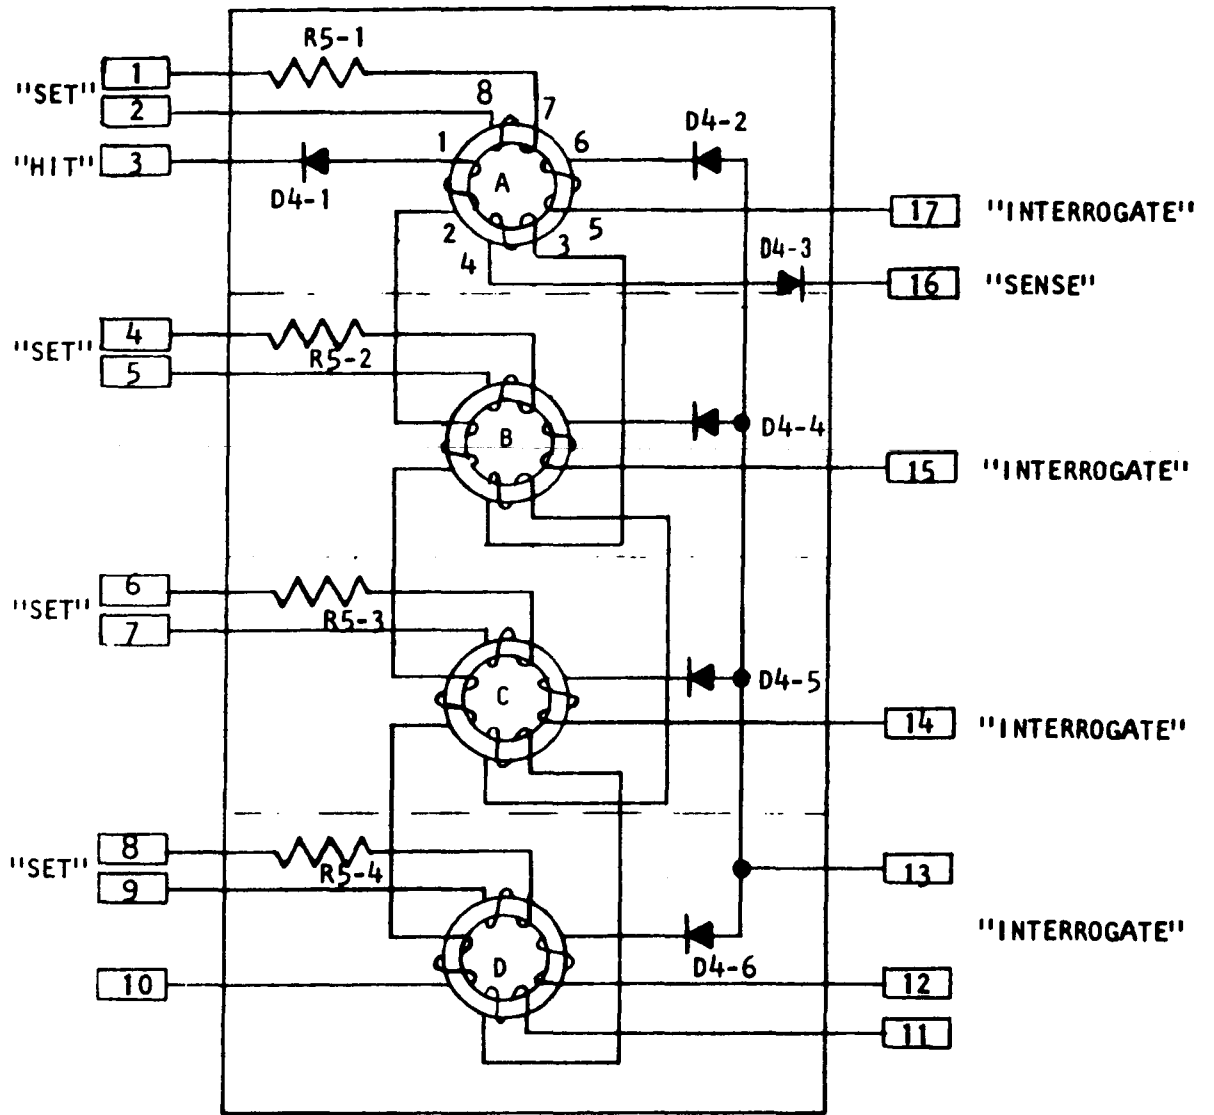 R5-1
1
"SET"
2
8
7
D4-2
"HIT"
3
1
6
D4-1
A
17
"INTERROGATE"
2
5
4
3
D4-3
16
"SENSE"
4
"SET"
R5-2
5
B
D4-4
15
"INTERROGATE"
6
"SET"
R5-3
7
C
D4-5
14
"INTERROGATE"
8
"SET"
R5-4
9
13
"INTERROGATE"
D
D4-6
10
12
11